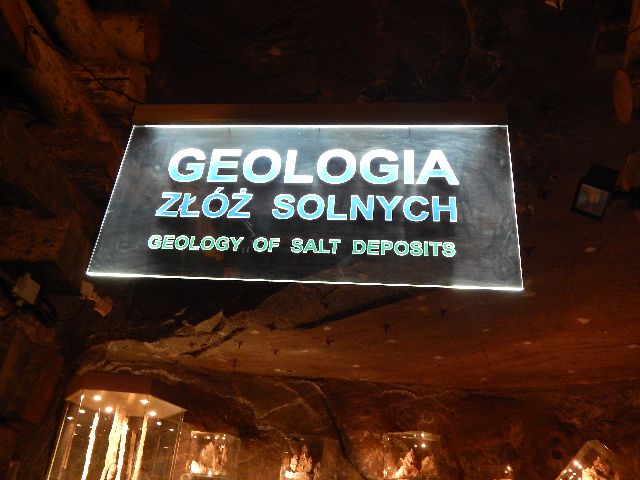 GEOLOGIA
ZŁÓŻ SOLNYCH
GEOLOGY OF SALT DEPOSITS